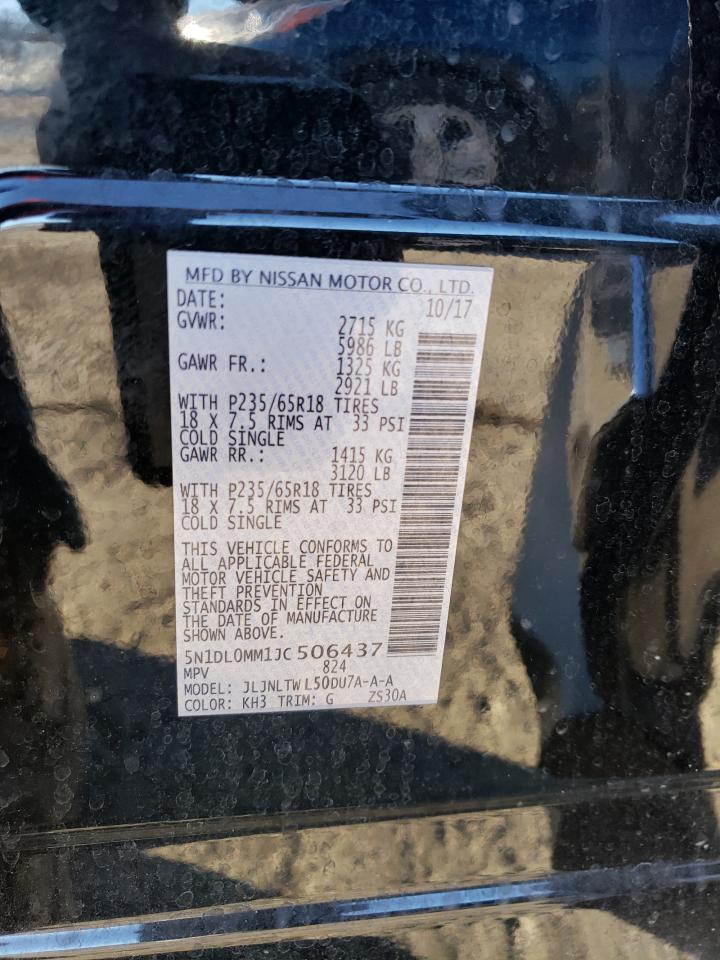 MFD BY NISSAN MOTOR CO., LTD.
DATE: 10/17
GVWR: 2715 KG
5986 LB
GAWR FR.: 1325 KG
2921 LB
WITH P235/65R18 TIRES
18 X 7.5 RIMS AT 33 PSI
COLD SINGLE
GAWR RR.: 1415 KG
3120 LB
WITH P235/65R18 TIRES
18 X 7.5 RIMS AT 33 PSI
COLD SINGLE
THIS VEHICLE CONFORMS TO
ALL APPLICABLE FEDERAL
MOTOR VEHICLE SAFETY AND
THEFT PREVENTION
STANDARDS IN EFFECT ON
THE DATE OF MANUFACTURE
SHOWN ABOVE.
5N1DL0MM1JC506437
MPV 824
MODEL: JLJNLTWL50DU7A-A-A
COLOR: KH3 TRIM: G ZS30A